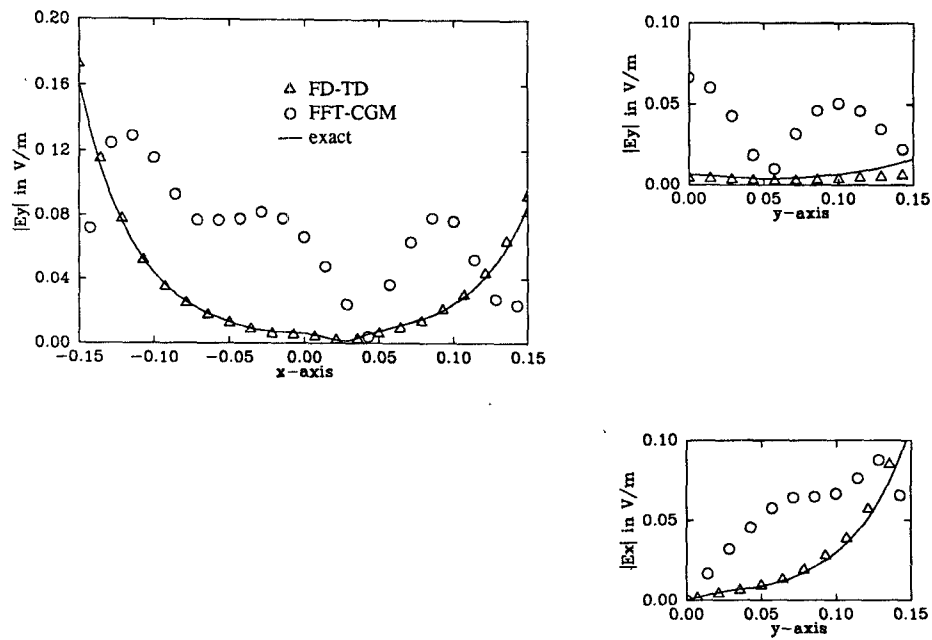 0.20
0.16
0.12
0.08
0.04
0.00
|Ey| in V/m
FD-TD
FFT-CGM
exact
−0.15 −0.10 −0.05 0.00 0.05 0.10 0.15
x-axis
0.10
0.05
0.00
|Ey| in V/m
0.00 0.05 0.10 0.15
y-axis
0.10
0.05
0.00
|Ex| in V/m
0.00 0.05 0.10 0.15
y-axis